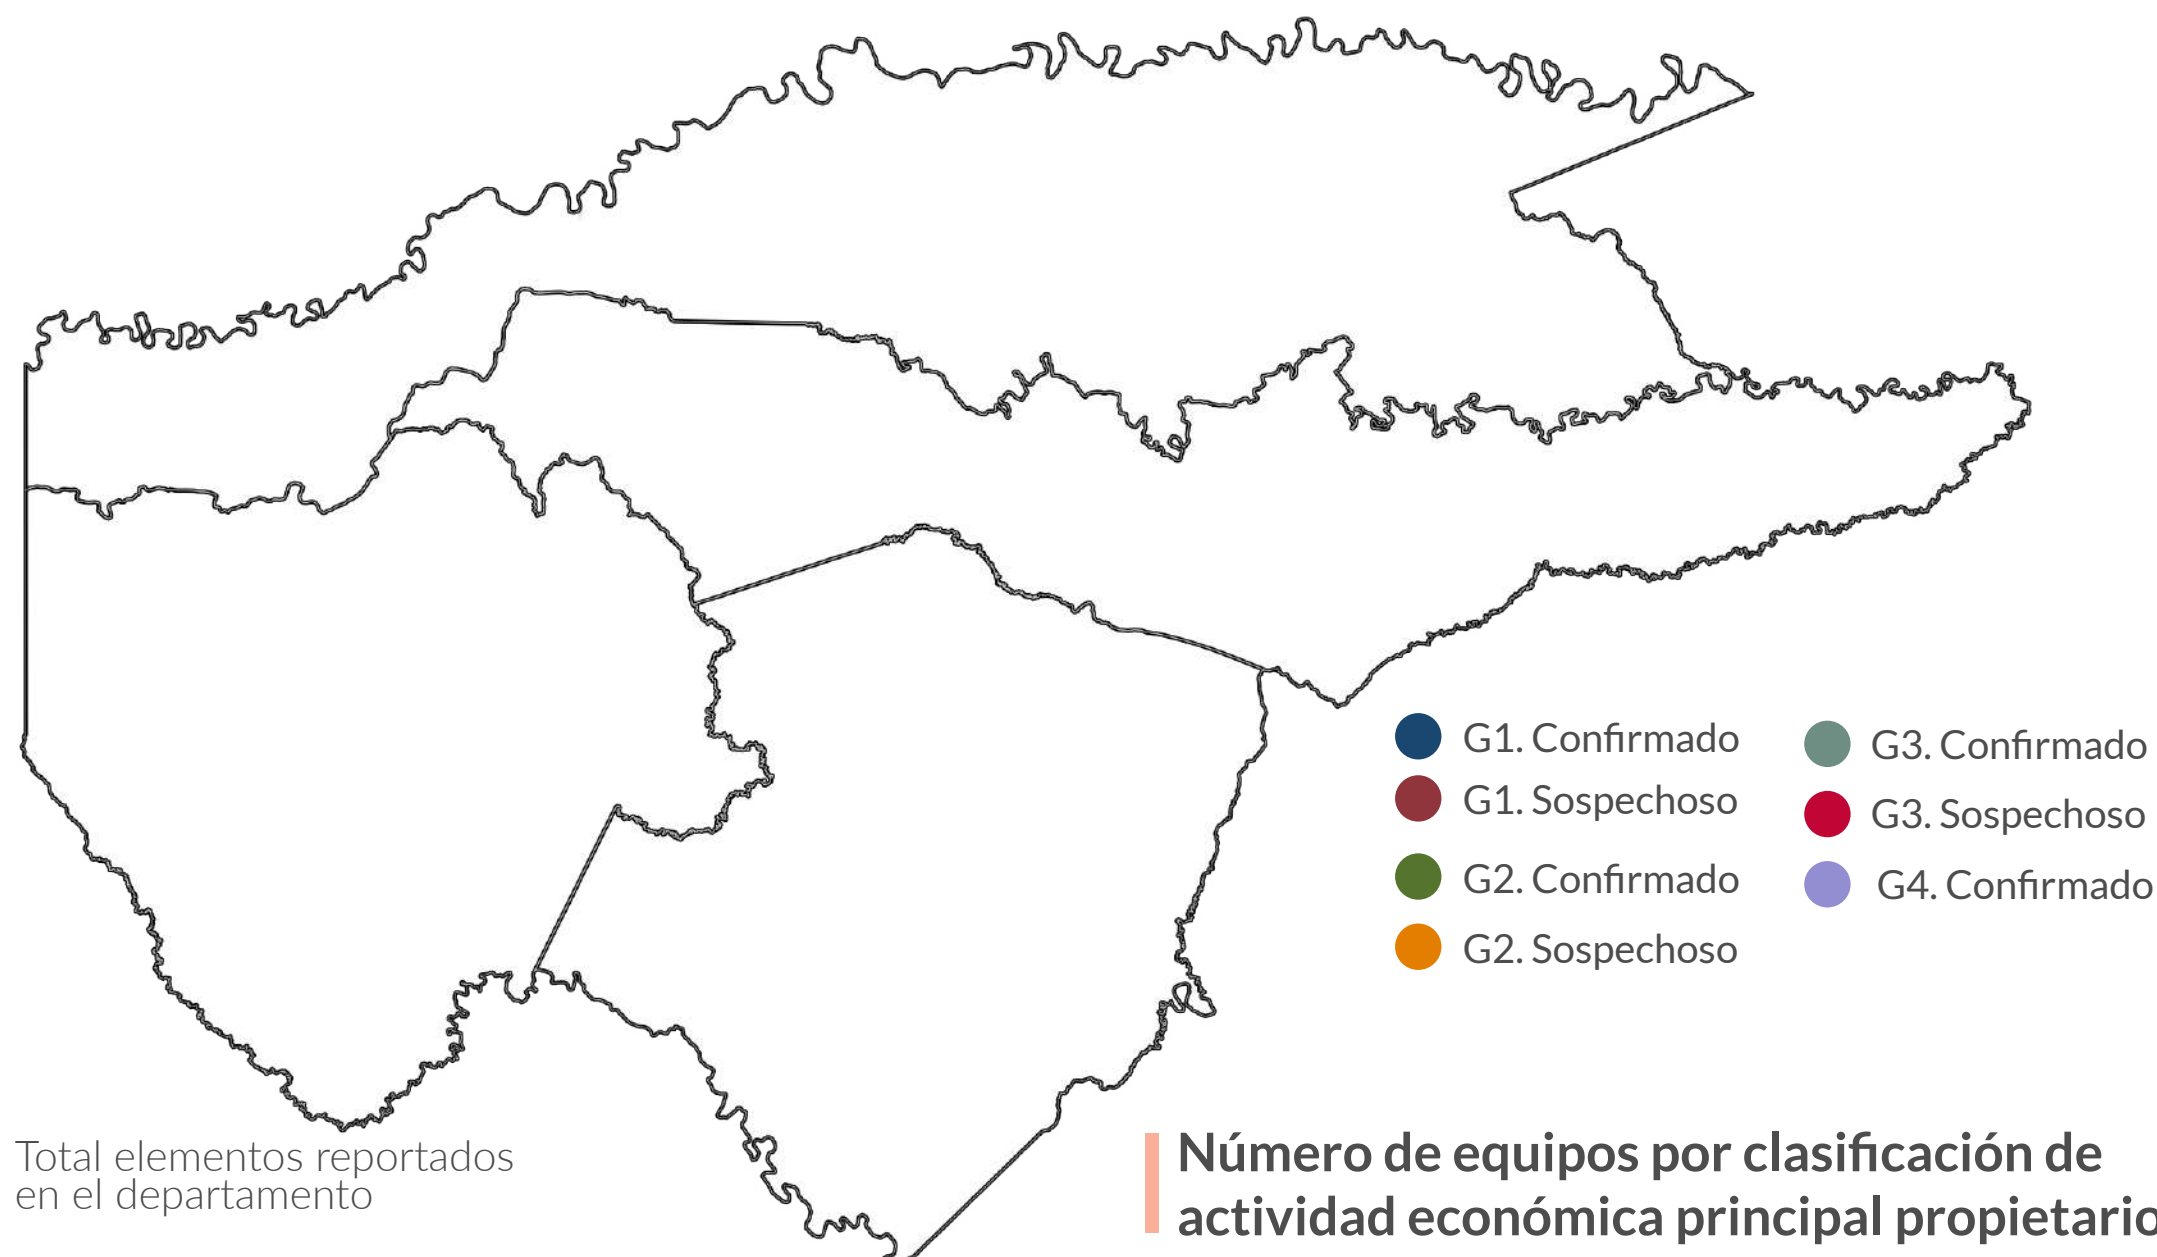 G1. Confirmado
G1. Sospechoso
G2. Confirmado
G2. Sospechoso
G3. Confirmado
G3. Sospechoso
G4. Confirmado
Total elementos reportados
en el departamento
Número de equipos por clasificación de
actividad económica principal propietario